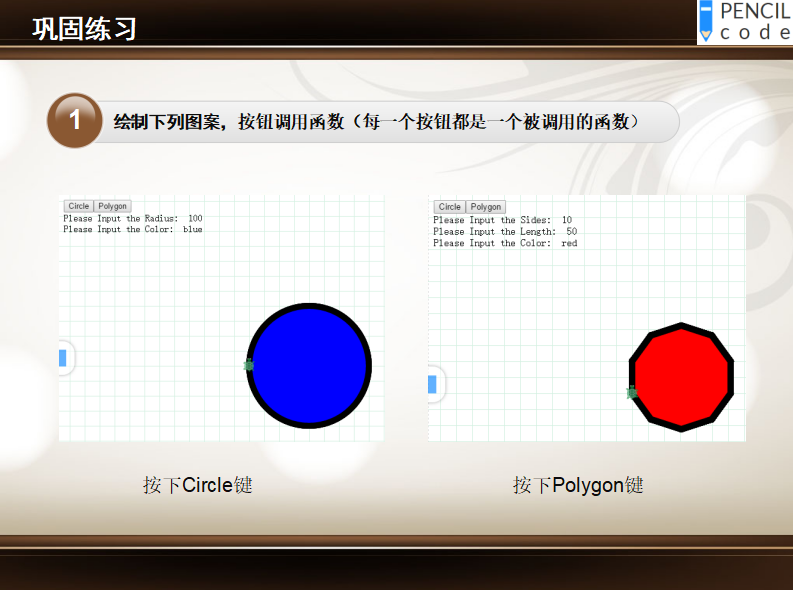 巩固练习
PENCIL
code
1
绘制下列图案，按钮调用函数（每一个按钮都是一个被调用的函数）
Circle Polygon
Please Input the Radius: 100
Please Input the Color: blue
Circle Polygon
Please Input the Sides: 10
Please Input the Length: 50
Please Input the Color: red
按下Circle键
按下Polygon键